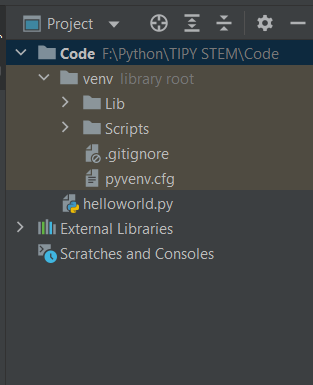 Project
Code F:\Python\TIPY STEM\Code
venv library root
Lib
Scripts
.gitignore
pyvenv.cfg
helloworld.py
External Libraries
Scratches and Consoles